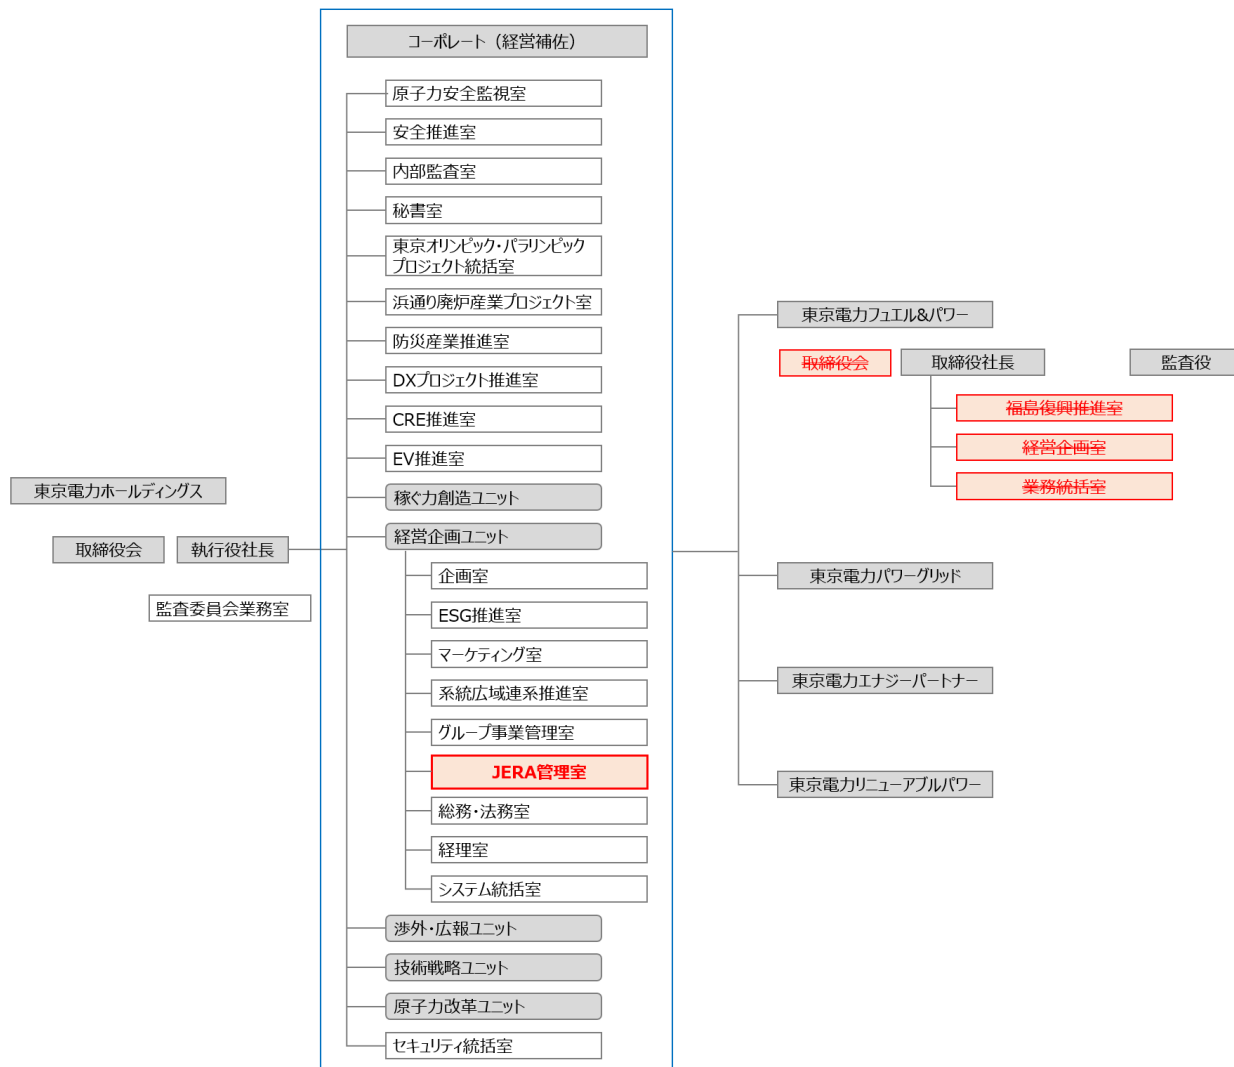 コーポレート（経営補佐）
原子力安全監視室
安全推進室
内部監査室
秘書室
東京オリンピック・パラリンピック
プロジェクト統括室
浜通り廃炉産業プロジェクト室
防災産業推進室
DXプロジェクト推進室
CRE推進室
EV推進室
稼ぐ力創造ユニット
経営企画ユニット
企画室
ESG推進室
マーケティング室
系統広域連系推進室
グループ事業管理室
JERA管理室
総務・法務室
経理室
システム統括室
渉外・広報ユニット
技術戦略ユニット
原子力改革ユニット
セキュリティ統括室
東京電力ホールディングス
取締役会
執行役社長
監査委員会業務室
東京電力フュエル&パワー
取締役会
取締役社長
監査役
福島復興推進室
経営企画室
業務統括室
東京電力パワーグリッド
東京電力エナジーパートナー
東京電力リニューアブルパワー